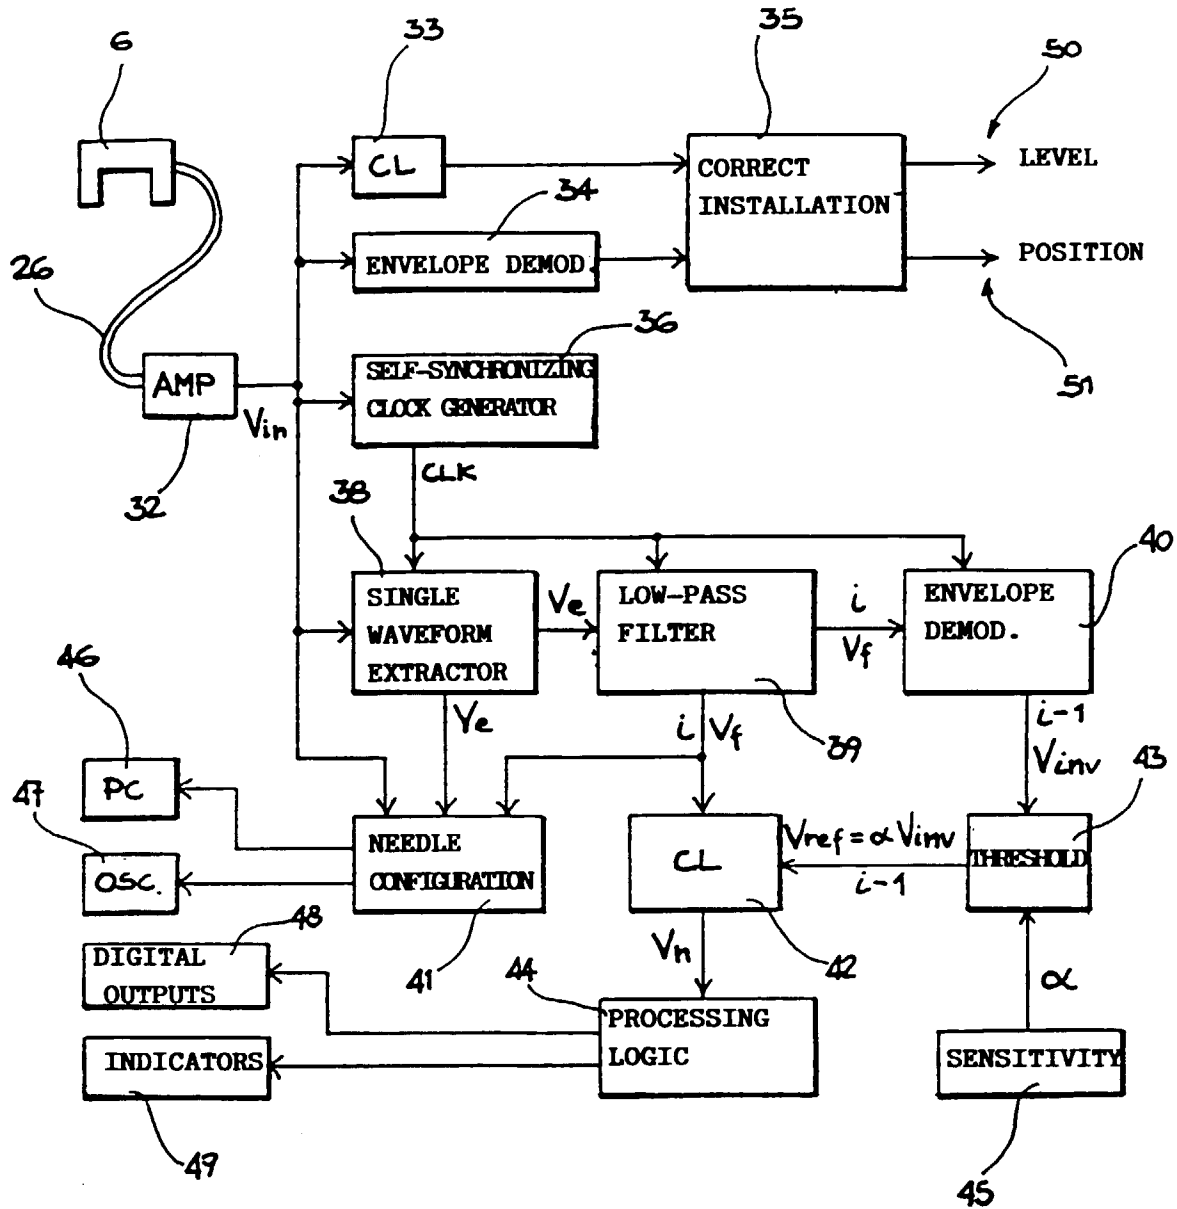 6
33
35
50
CL
CORRECT
INSTALLATION
LEVEL
34
ENVELOPE DEMOD.
POSITION
26
36
51
AMP
Vin
SELF-SYNCHRONIZING
CLOCK GENERATOR
32
CLK
38
40
SINGLE
WAVEFORM
EXTRACTOR
Ve
LOW-PASS
FILTER
i
Vf
ENVELOPE
DEMOD.
46
Ve
i Vf
39
i-1
Vinv
43
PC
47
NEEDLE
CONFIGURATION
CL
Vref = α Vinv
i-1
THRESHOLD
OSC.
48
41
Vn
42
α
DIGITAL
OUTPUTS
44
PROCESSING
LOGIC
INDICATORS
SENSITIVITY
49
45